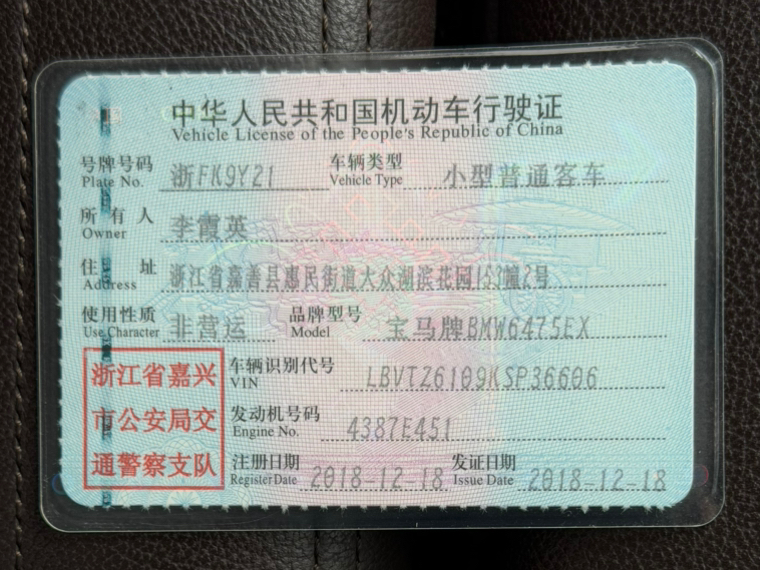 中华人民共和国机动车行驶证
Vehicle License of the People's Republic of China
号牌号码 浙FK9Y21 车辆类型 小型普通客车
Plate No. Vehicle Type
所有人 李霞英
Owner
住址 浙江省嘉善县惠民街道大众湖滨花园153幢2号
Address
使用性质 非营运 品牌型号 宝马牌BMW6475EX
Use Character Model
浙江省嘉兴
市公安局交
通警察支队
车辆识别代号 LBVTZ6109KSP36606
VIN
发动机号码 4387E451
Engine No.
注册日期 2018-12-18 发证日期 2018-12-18
Register Date Issue Date